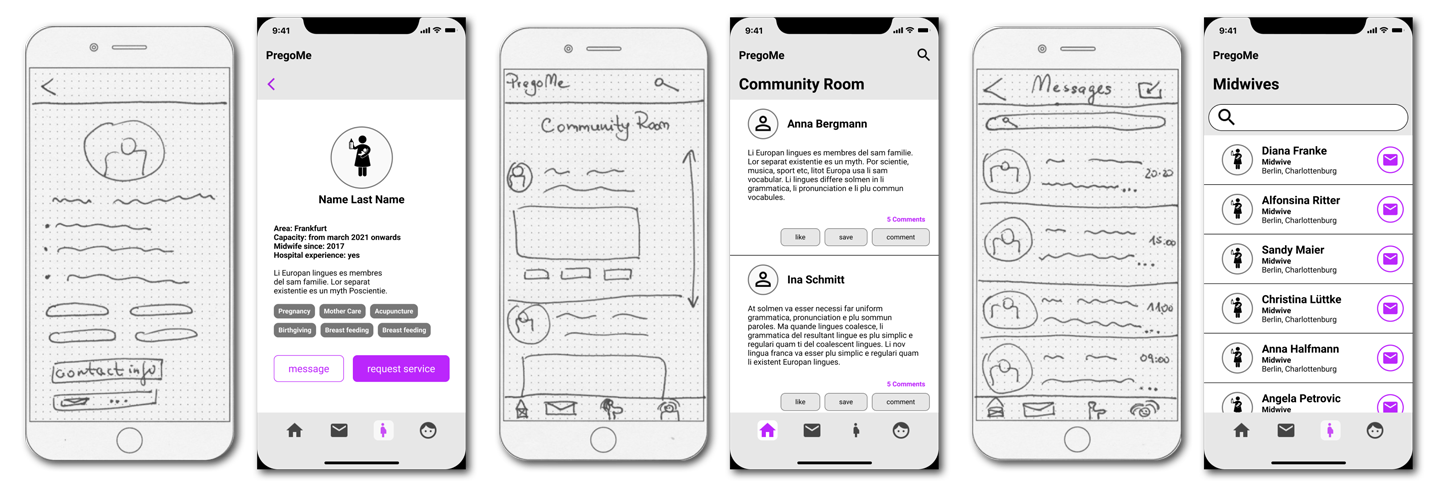 contact info
9:41
PregoMe
Name Last Name
Area: Frankfurt
Capacity: from march 2021 onwards
Midwife since: 2017
Hospital experience: yes
Li Europan lingues es membres
del sam familie. Lor separat
existentie es un myth Poscientie.
Pregnancy Mother Care Acupuncture
Birthgiving Breast feeding Breast feeding
message request service
PregoMe
Community Room
9:41
PregoMe
Community Room
Anna Bergmann
Li Europan lingues es membres del sam familie.
Lor separat existentie es un myth. Por scientie,
musica, sport etc, litot Europa usa li sam
vocabular. Li lingues differe solmen in li
grammatica, li pronunciation e li plu commun
vocabules.
5 Comments
like save comment
Ina Schmitt
At solmen va esser necessi far uniform
grammatica, pronunciation e plu sommun
paroles. Ma quande lingues coalesce, li
grammatica del resultant lingue es plu simplic e
regulari quam ti del coalescent lingues. Li nov
lingua franca va esser plu simplic e regulari quam
li existent Europan lingues.
5 Comments
like save comment
Messages
20:20
15:00
11:00
09:00
9:41
PregoMe
Midwives
Diana Franke
Midwive
Berlin, Charlottenburg
Alfonsina Ritter
Midwive
Berlin, Charlottenburg
Sandy Maier
Midwive
Berlin, Charlottenburg
Christina Lüttke
Midwive
Berlin, Charlottenburg
Anna Halfmann
Midwive
Berlin, Charlottenburg
Angela Petrovic
Midwive